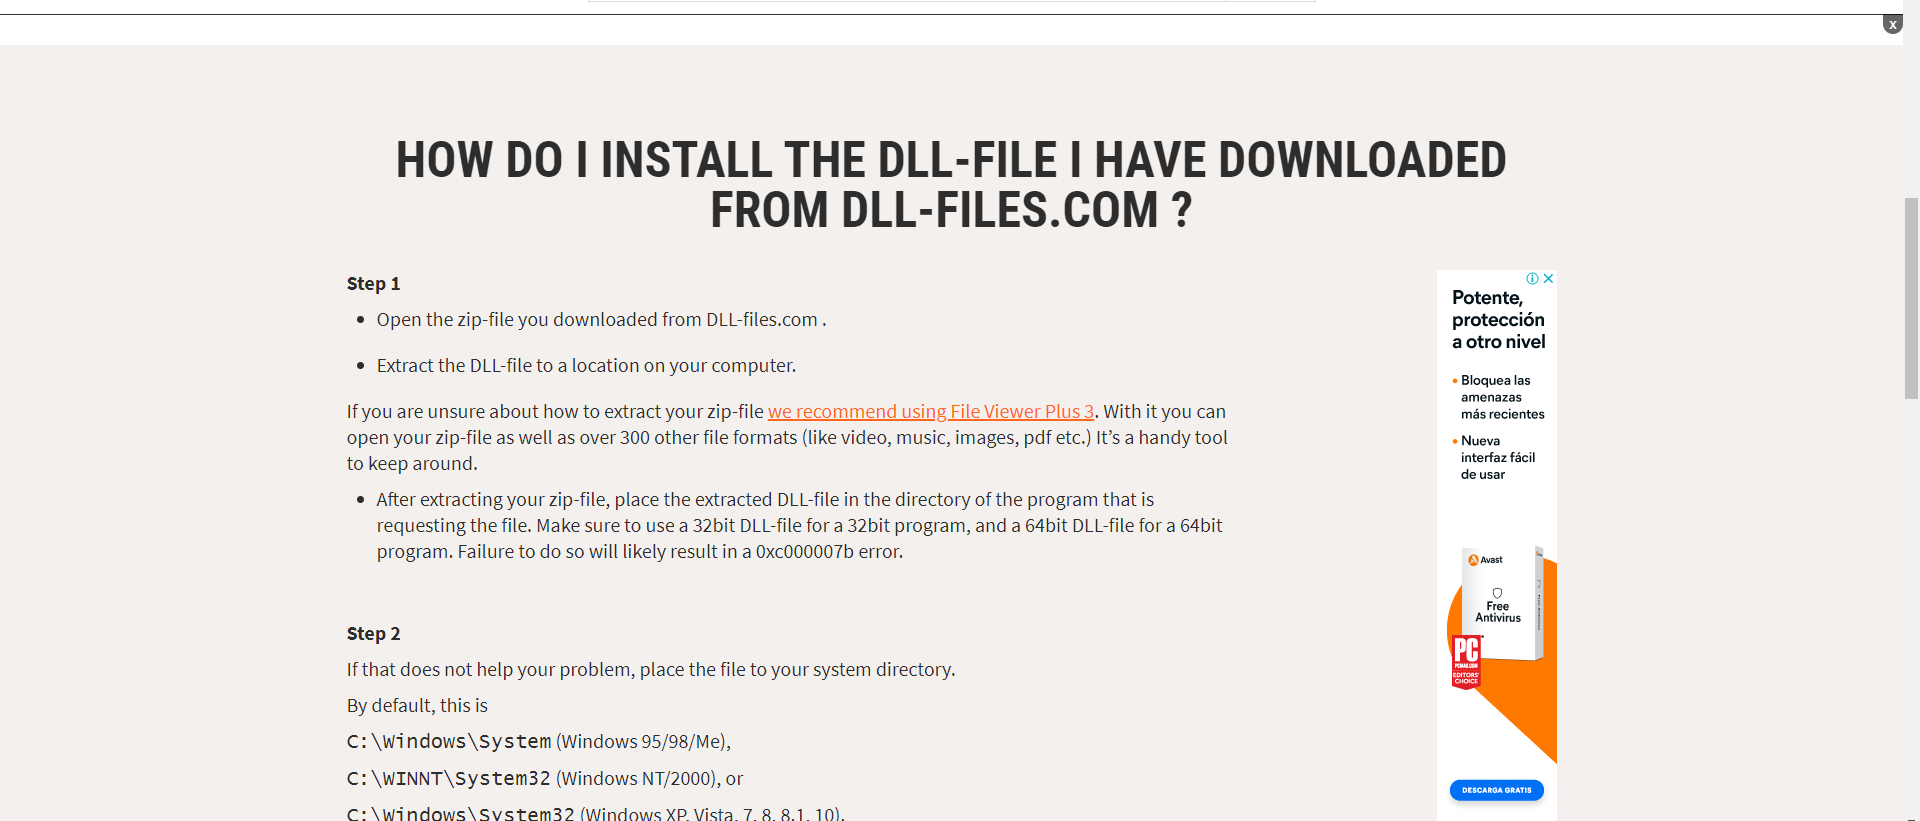 x
HOW DO I INSTALL THE DLL-FILE I HAVE DOWNLOADED
FROM DLL-FILES.COM ?
Step 1
Open the zip-file you downloaded from DLL-files.com .
Extract the DLL-file to a location on your computer.
If you are unsure about how to extract your zip-file we recommend using File Viewer Plus 3. With it you can
open your zip-file as well as over 300 other file formats (like video, music, images, pdf etc.) It’s a handy tool
to keep around.
After extracting your zip-file, place the extracted DLL-file in the directory of the program that is
requesting the file. Make sure to use a 32bit DLL-file for a 32bit program, and a 64bit DLL-file for a 64bit
program. Failure to do so will likely result in a 0xc000007b error.
Step 2
If that does not help your problem, place the file to your system directory.
By default, this is
C:\Windows\System (Windows 95/98/Me),
C:\WINNT\System32 (Windows NT/2000), or
C:\Windows\System32 (Windows XP, Vista, 7, 8, 8.1, 10).
Potente,
protección
a otro nivel
Bloquea las
amenazas
más recientes
Nueva
interfaz fácil
de usar
Avast
Free
Antivirus
PC
PCMAG.COM
EDITORS'
CHOICE
DESCARGA GRATIS